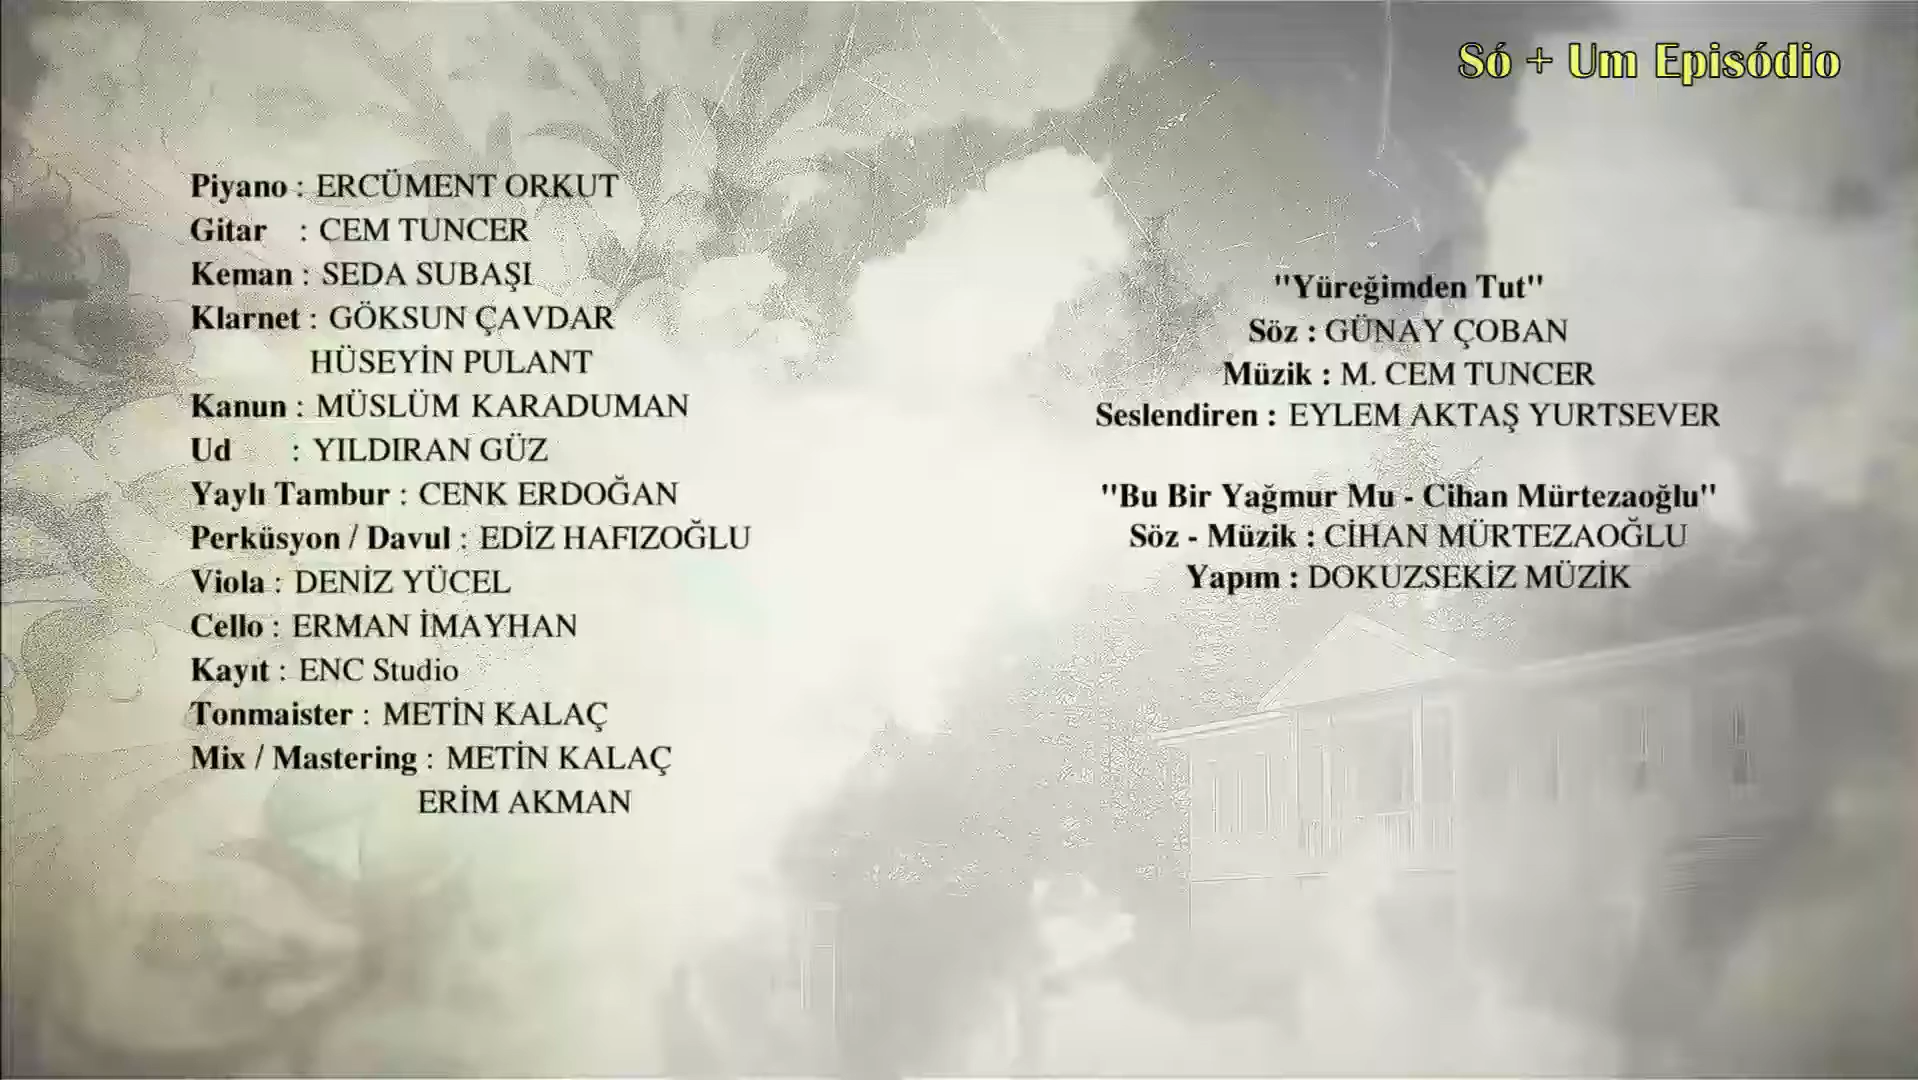 Só + Um Episódio
Piyano : ERCÜMENT ORKUT
Gitar : CEM TUNCER
Keman : SEDA SUBAŞI
Klarnet : GÖKSUN ÇAVDAR
HÜSEYİN PULANT
Kanun : MÜSLÜM KARADUMAN
Ud : YILDIRAN GÜZ
Yaylı Tambur : CENK ERDOĞAN
Perküsyon / Davul : EDİZ HAFIZOĞLU
Viola : DENİZ YÜCEL
Cello : ERMAN İMAYHAN
Kayıt : ENC Studio
Tonmaister : METİN KALAÇ
Mix / Mastering : METİN KALAÇ
ERİM AKMAN
"Yüreğimden Tut"
Söz : GÜNAY ÇOBAN
Müzik : M. CEM TUNCER
Seslendiren : EYLEM AKTAŞ YURTSEVER
"Bu Bir Yağmur Mu - Cihan Mürtezaoğlu"
Söz - Müzik : CİHAN MÜRTEZAOĞLU
Yapım : DOKUZSEKİZ MÜZİK